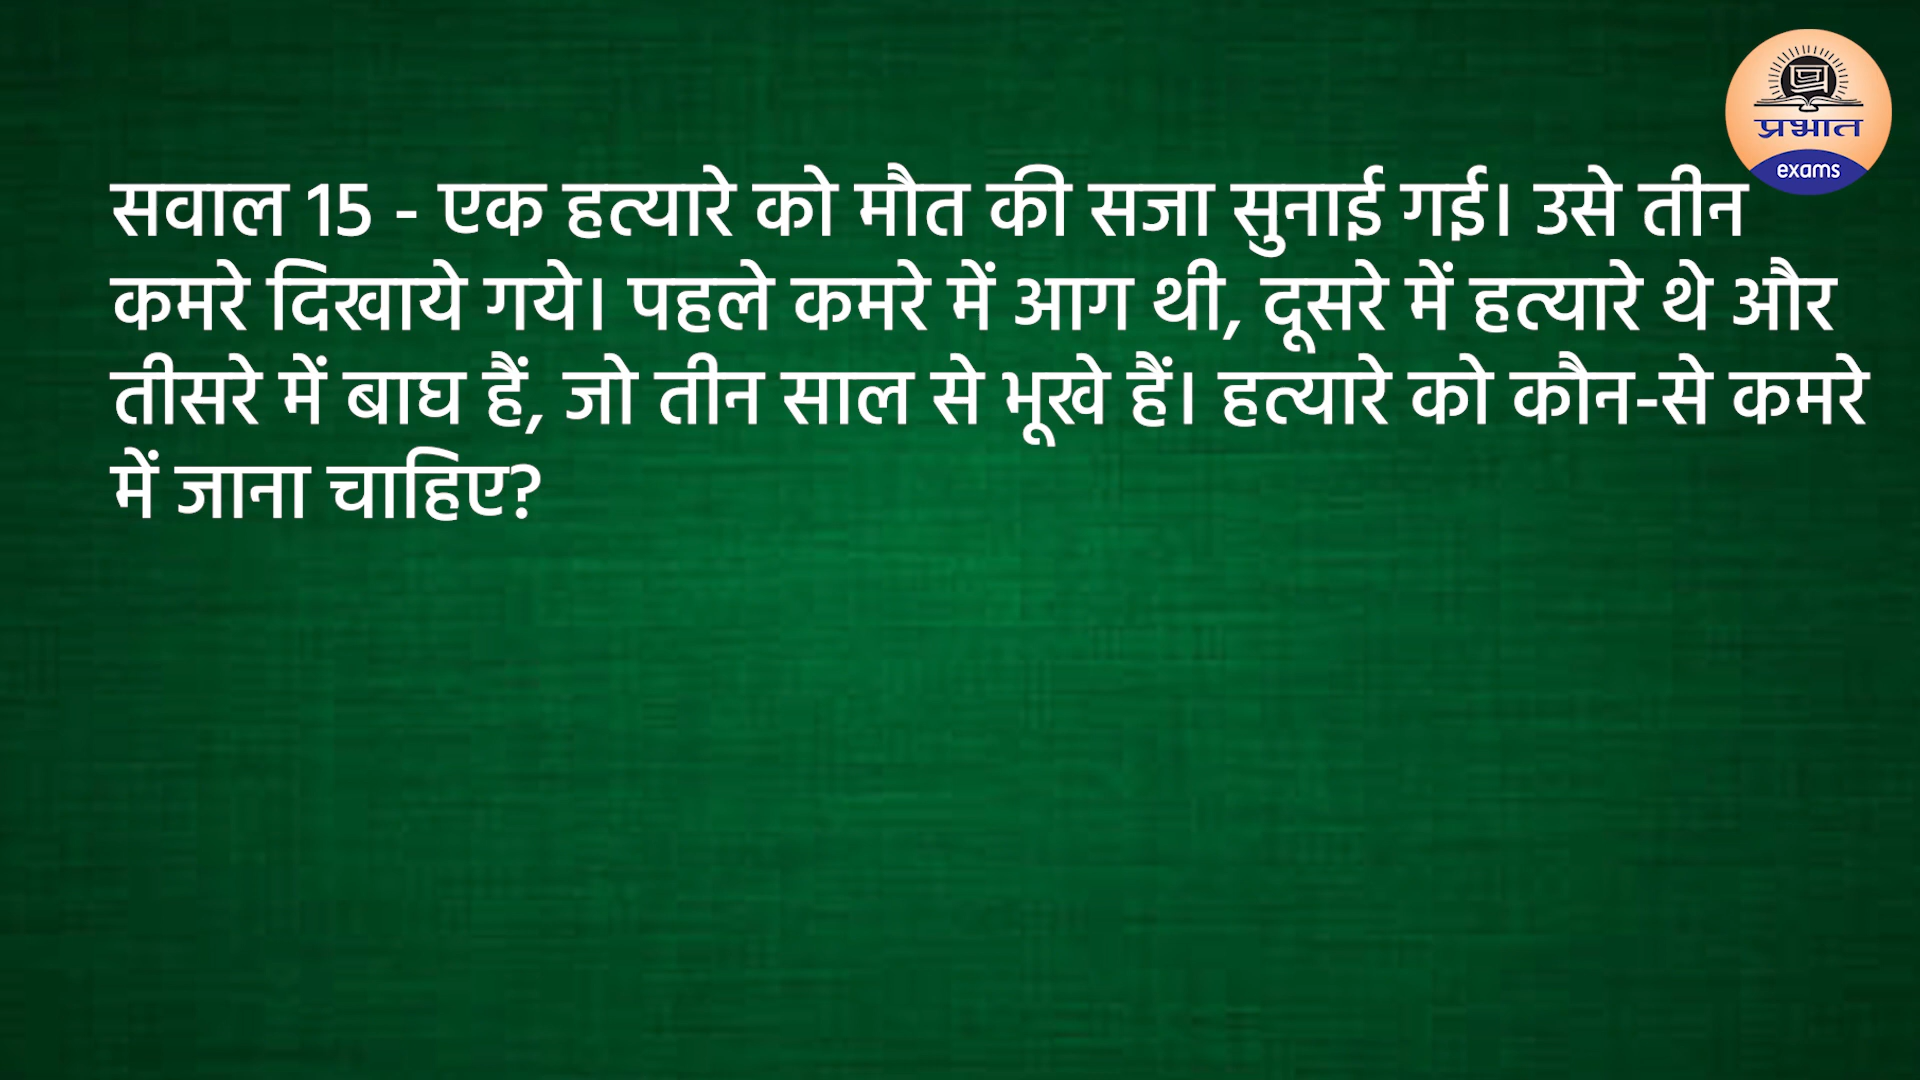 प्रभात
exams
सवाल 15 - एक हत्यारे को मौत की सजा सुनाई गई। उसे तीन
कमरे दिखाये गये। पहले कमरे में आग थी, दूसरे में हत्यारे थे और
तीसरे में बाघ हैं, जो तीन साल से भूखे हैं। हत्यारे को कौन-से कमरे
में जाना चाहिए?